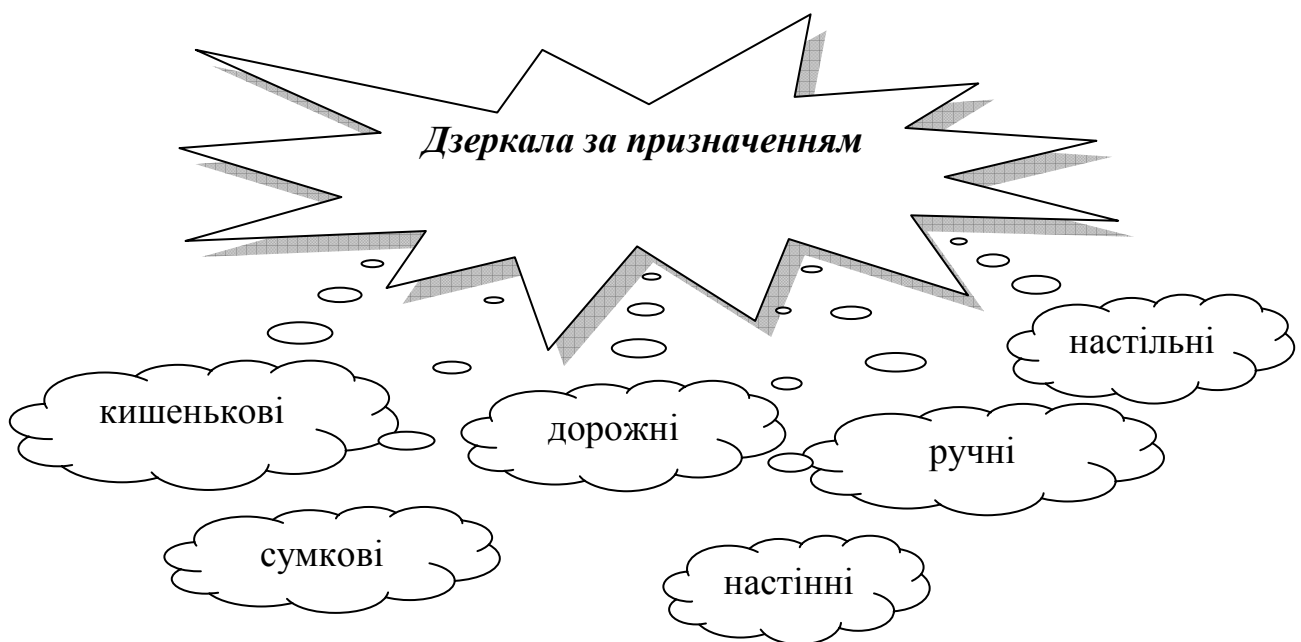 Дзеркала за призначенням
настільні
кишенькові
дорожні
ручні
сумкові
настінні